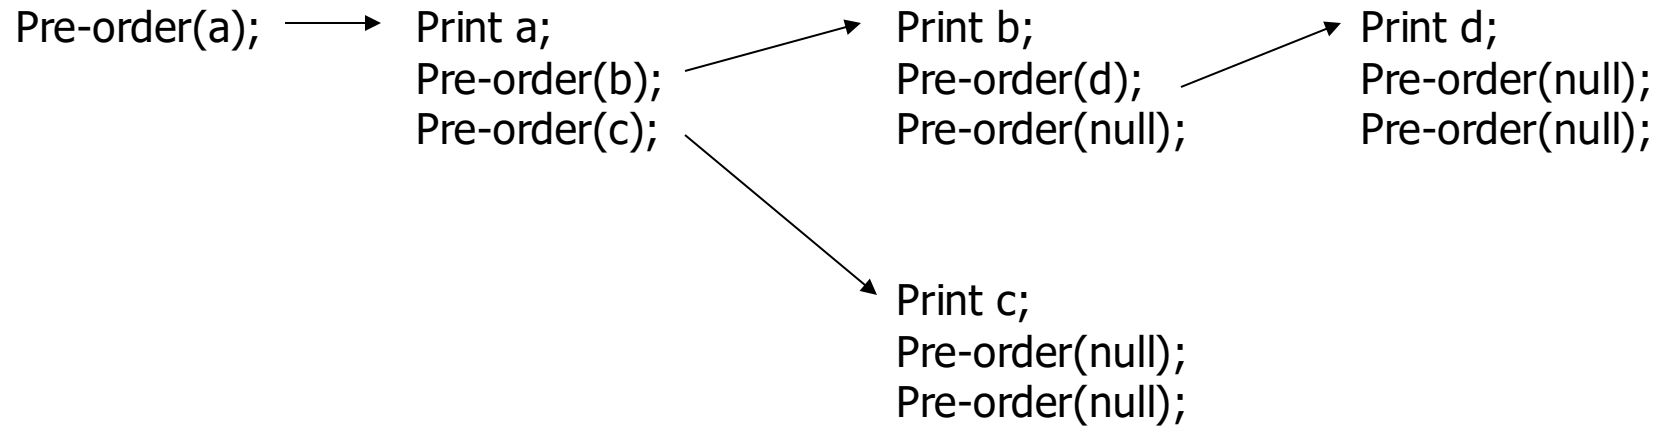 Pre-order(a);
Print a;
Pre-order(b);
Pre-order(c);
Print b;
Pre-order(d);
Pre-order(null);
Print d;
Pre-order(null);
Pre-order(null);
Print c;
Pre-order(null);
Pre-order(null);